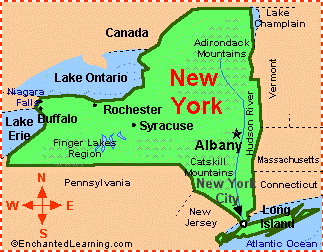 Lake
Champlain
Canada
Adirondack
Mountains
Vermont
Lake Ontario
Niagara
Falls
New
York
Lake
Erie
Buffalo
Rochester
Syracuse
Hudson River
Albany
Finger Lakes
Region
Catskill
Mountains
Massachusetts
Pennsylvania
New York
City
Connecticut
N
W
E
S
New
Jersey
Long
Island
©EnchantedLearning.com
Atlantic Ocean